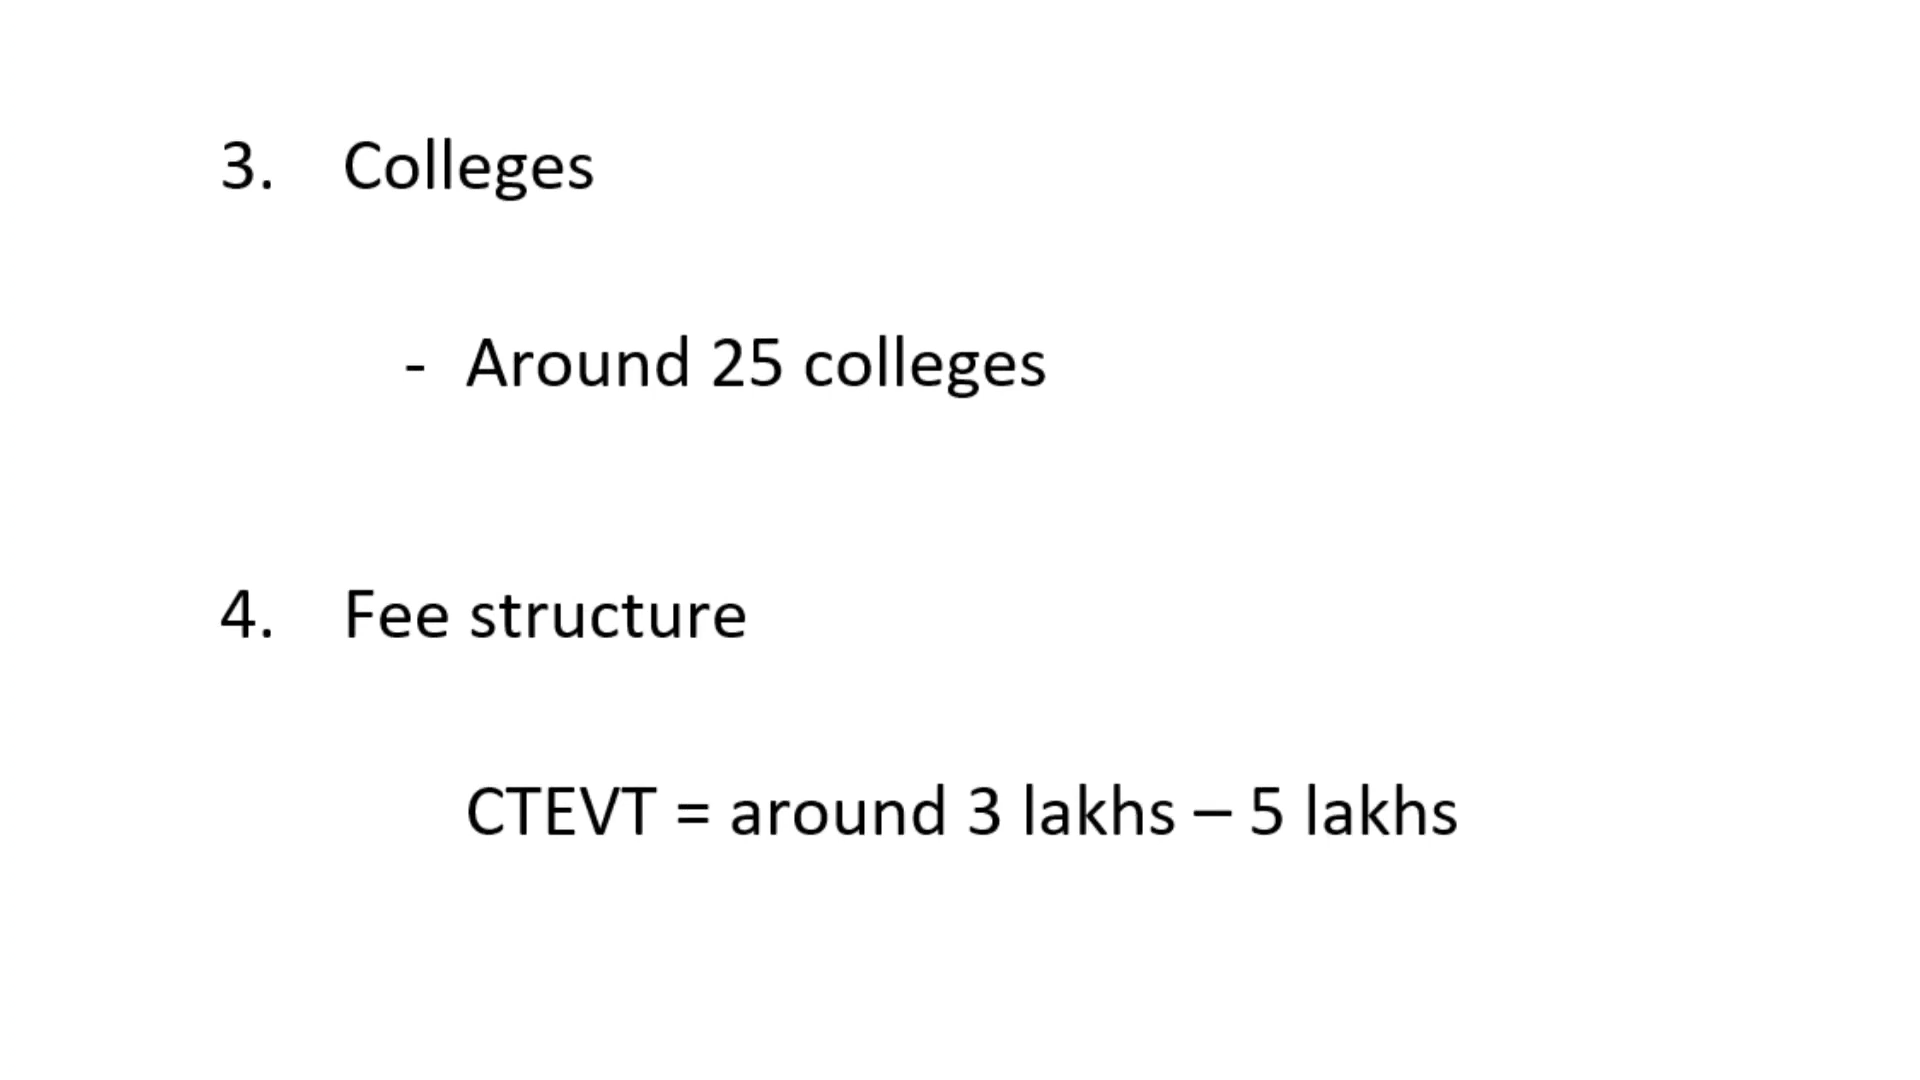 3. Colleges
- Around 25 colleges
4. Fee structure
CTEVT = around 3 lakhs – 5 lakhs